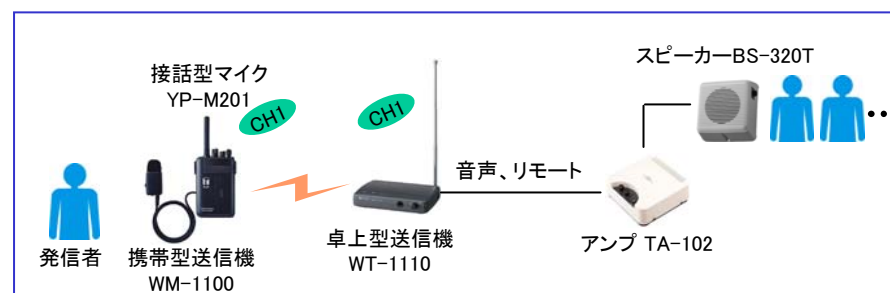 スピーカーBS-320T
接話型マイク
YP-M201
CH1
CH1
音声、リモート
発信者
携帯型送信機
WM-1100
卓上型送信機
WT-1110
アンプ TA-102